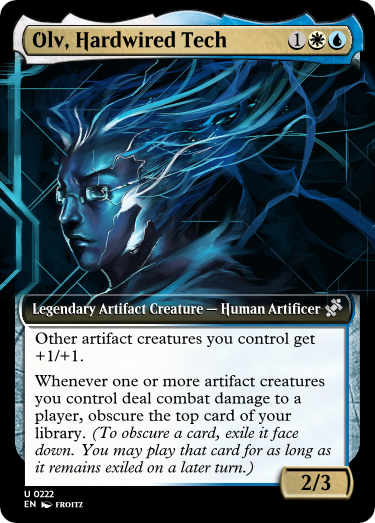 Olv, Hardwired Tech 1
Legendary Artifact Creature — Human Artificer
Other artifact creatures you control get
+1/+1.
Whenever one or more artifact creatures
you control deal combat damage to a
player, obscure the top card of your
library. (To obscure a card, exile it face
down. You may play that card for as long as
it remains exiled on a later turn.)
2/3
U 0222
EN FROITZ